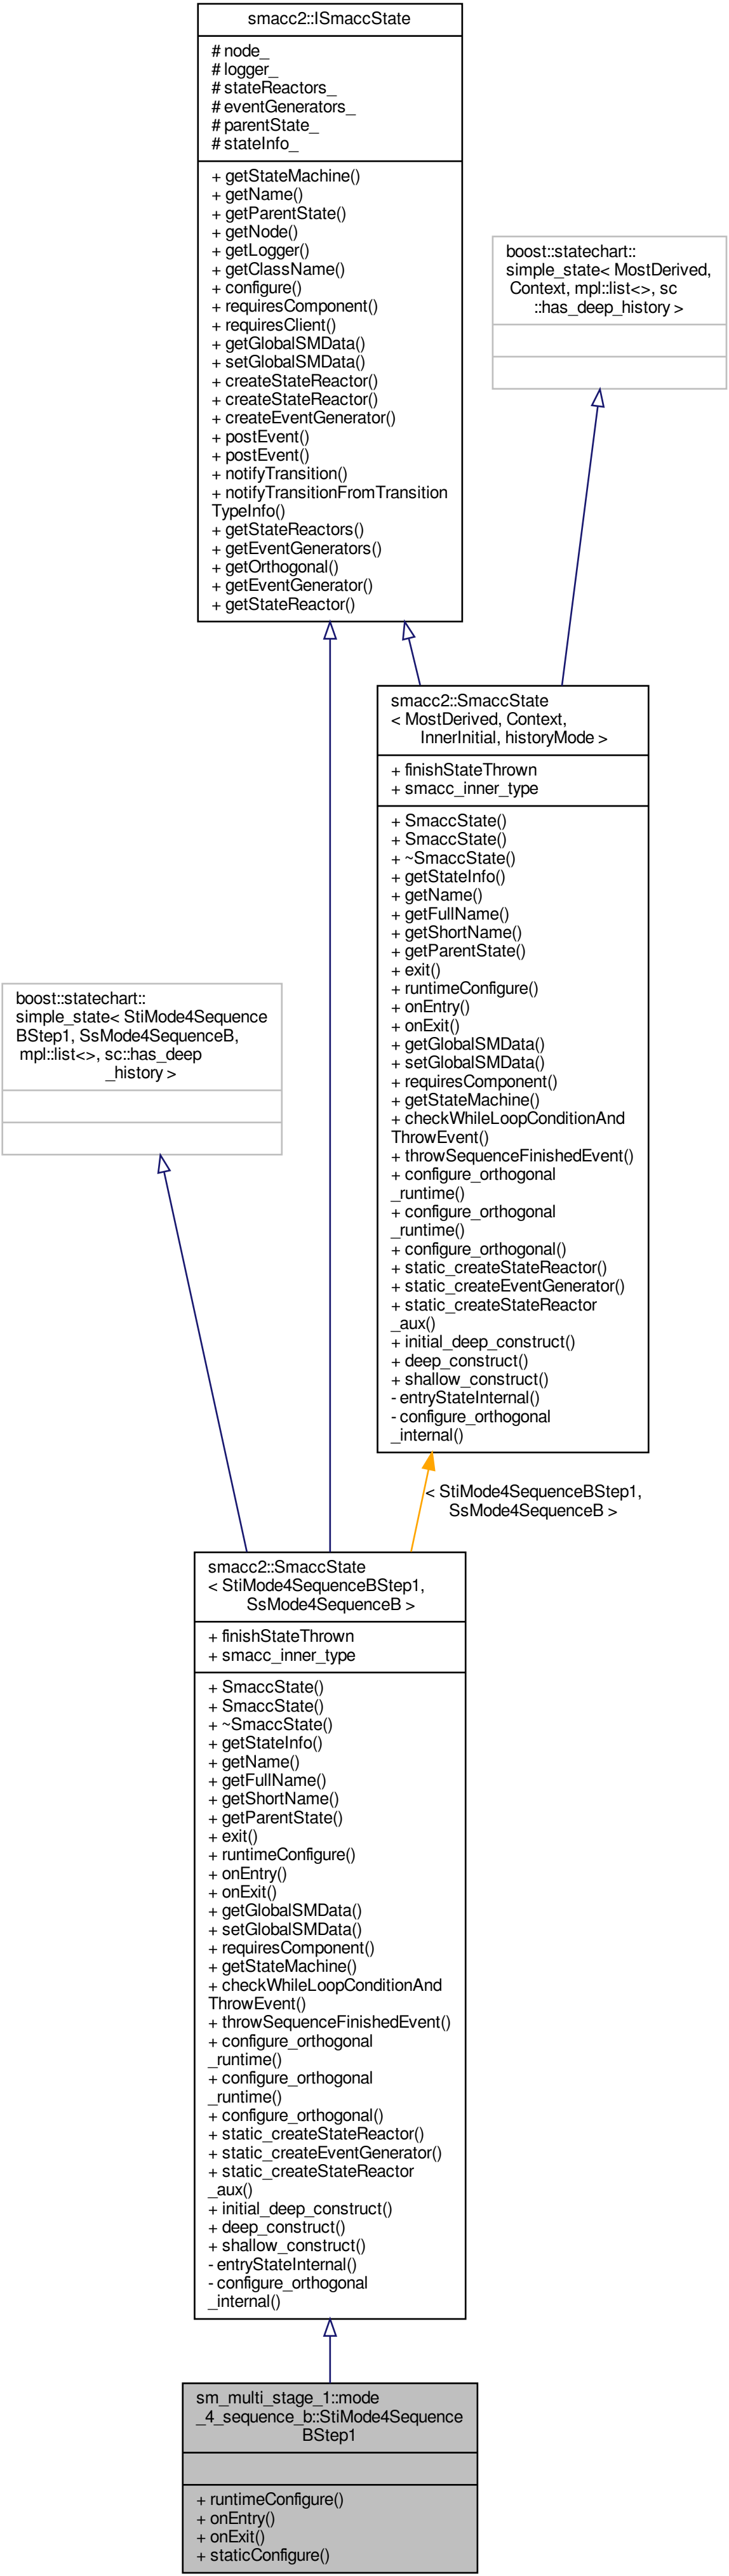 smacc2::ISmaccState
# node_
# logger_
# stateReactors_
# eventGenerators_
# parentState_
# stateInfo_
+ getStateMachine()
+ getName()
+ getParentState()
+ getNode()
+ getLogger()
+ getClassName()
+ configure()
+ requiresComponent()
+ requiresClient()
+ getGlobalSMData()
+ setGlobalSMData()
+ createStateReactor()
+ createStateReactor()
+ createEventGenerator()
+ postEvent()
+ postEvent()
+ notifyTransition()
+ notifyTransitionFromTransition
TypeInfo()
+ getStateReactors()
+ getEventGenerators()
+ getOrthogonal()
+ getEventGenerator()
+ getStateReactor()
boost::statechart::
simple_state< MostDerived,
Context, mpl::list<>, sc
::has_deep_history >
smacc2::SmaccState
< MostDerived, Context,
InnerInitial, historyMode >
+ finishStateThrown
+ smacc_inner_type
+ SmaccState()
+ SmaccState()
+ ~SmaccState()
+ getStateInfo()
+ getName()
+ getFullName()
+ getShortName()
+ getParentState()
+ exit()
+ runtimeConfigure()
+ onEntry()
+ onExit()
+ getGlobalSMData()
+ setGlobalSMData()
+ requiresComponent()
+ getStateMachine()
+ checkWhileLoopConditionAnd
ThrowEvent()
+ throwSequenceFinishedEvent()
+ configure_orthogonal
_runtime()
+ configure_orthogonal
_runtime()
+ configure_orthogonal()
+ static_createStateReactor()
+ static_createEventGenerator()
+ static_createStateReactor
_aux()
+ initial_deep_construct()
+ deep_construct()
+ shallow_construct()
- entryStateInternal()
- configure_orthogonal
_internal()
boost::statechart::
simple_state< StiMode4Sequence
BStep1, SsMode4SequenceB,
mpl::list<>, sc::has_deep
_history >
< StiMode4SequenceBStep1,
SsMode4SequenceB >
smacc2::SmaccState
< StiMode4SequenceBStep1,
SsMode4SequenceB >
+ finishStateThrown
+ smacc_inner_type
+ SmaccState()
+ SmaccState()
+ ~SmaccState()
+ getStateInfo()
+ getName()
+ getFullName()
+ getShortName()
+ getParentState()
+ exit()
+ runtimeConfigure()
+ onEntry()
+ onExit()
+ getGlobalSMData()
+ setGlobalSMData()
+ requiresComponent()
+ getStateMachine()
+ checkWhileLoopConditionAnd
ThrowEvent()
+ throwSequenceFinishedEvent()
+ configure_orthogonal
_runtime()
+ configure_orthogonal
_runtime()
+ configure_orthogonal()
+ static_createStateReactor()
+ static_createEventGenerator()
+ static_createStateReactor
_aux()
+ initial_deep_construct()
+ deep_construct()
+ shallow_construct()
- entryStateInternal()
- configure_orthogonal
_internal()
sm_multi_stage_1::mode
_4_sequence_b::StiMode4Sequence
BStep1
+ runtimeConfigure()
+ onEntry()
+ onExit()
+ staticConfigure()